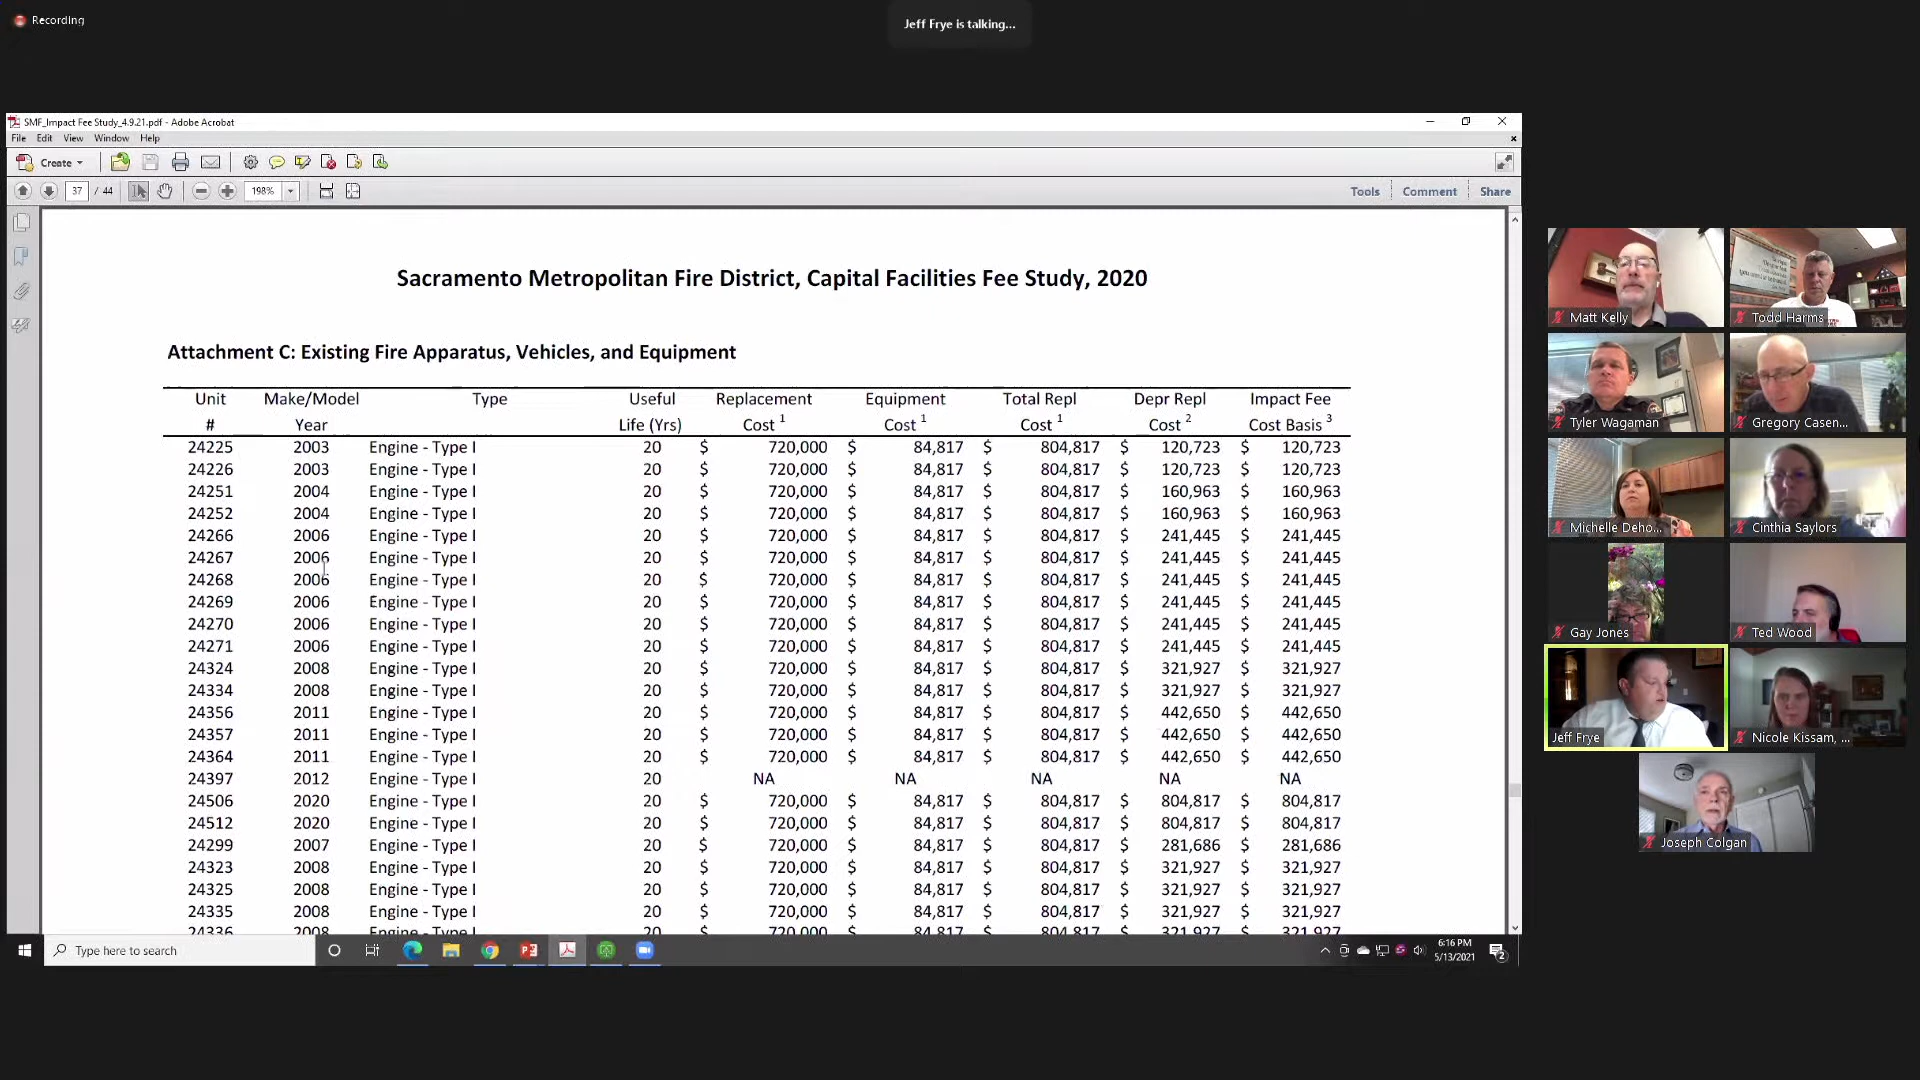 Recording
Jeff Frye is talking...
SMF_Impact Fee Study_4.9.21.pdf - Adobe Acrobat
File Edit View Window Help
Create
37 / 44 198% Tools Comment Share
Sacramento Metropolitan Fire District, Capital Facilities Fee Study, 2020
Attachment C: Existing Fire Apparatus, Vehicles, and Equipment
Unit Make/Model Type Useful Replacement Equipment Total Repl Depr Repl Impact Fee
# Year Life (Yrs) Cost 1 Cost 1 Cost 1 Cost 2 Cost Basis 3
24225 2003 Engine - Type I 20 $ 720,000 $ 84,817 $ 804,817 $ 120,723 $ 120,723
24226 2003 Engine - Type I 20 $ 720,000 $ 84,817 $ 804,817 $ 120,723 $ 120,723
24251 2004 Engine - Type I 20 $ 720,000 $ 84,817 $ 804,817 $ 160,963 $ 160,963
24252 2004 Engine - Type I 20 $ 720,000 $ 84,817 $ 804,817 $ 160,963 $ 160,963
24266 2006 Engine - Type I 20 $ 720,000 $ 84,817 $ 804,817 $ 241,445 $ 241,445
24267 2006 Engine - Type I 20 $ 720,000 $ 84,817 $ 804,817 $ 241,445 $ 241,445
24268 2006 Engine - Type I 20 $ 720,000 $ 84,817 $ 804,817 $ 241,445 $ 241,445
24269 2006 Engine - Type I 20 $ 720,000 $ 84,817 $ 804,817 $ 241,445 $ 241,445
24270 2006 Engine - Type I 20 $ 720,000 $ 84,817 $ 804,817 $ 241,445 $ 241,445
24271 2006 Engine - Type I 20 $ 720,000 $ 84,817 $ 804,817 $ 241,445 $ 241,445
24324 2008 Engine - Type I 20 $ 720,000 $ 84,817 $ 804,817 $ 321,927 $ 321,927
24334 2008 Engine - Type I 20 $ 720,000 $ 84,817 $ 804,817 $ 321,927 $ 321,927
24356 2011 Engine - Type I 20 $ 720,000 $ 84,817 $ 804,817 $ 442,650 $ 442,650
24357 2011 Engine - Type I 20 $ 720,000 $ 84,817 $ 804,817 $ 442,650 $ 442,650
24364 2011 Engine - Type I 20 $ 720,000 $ 84,817 $ 804,817 $ 442,650 $ 442,650
24397 2012 Engine - Type I 20 NA NA NA NA NA
24506 2020 Engine - Type I 20 $ 720,000 $ 84,817 $ 804,817 $ 804,817 $ 804,817
24512 2020 Engine - Type I 20 $ 720,000 $ 84,817 $ 804,817 $ 804,817 $ 804,817
24299 2007 Engine - Type I 20 $ 720,000 $ 84,817 $ 804,817 $ 281,686 $ 281,686
24323 2008 Engine - Type I 20 $ 720,000 $ 84,817 $ 804,817 $ 321,927 $ 321,927
24325 2008 Engine - Type I 20 $ 720,000 $ 84,817 $ 804,817 $ 321,927 $ 321,927
24335 2008 Engine - Type I 20 $ 720,000 $ 84,817 $ 804,817 $ 321,927 $ 321,927
24336 2008 Engine - Type I 20 $ 720,000 $ 84,817 $ 804,817 $ 321,927 $ 321,927
Type here to search
6:16 PM
5/13/2021
2
Matt Kelly
Todd Harms
Tyler Wagaman
Gregory Casen...
Michelle Deho...
Cinthia Saylors
Gay Jones
Ted Wood
Jeff Frye
Nicole Kissam, ...
Joseph Colgan